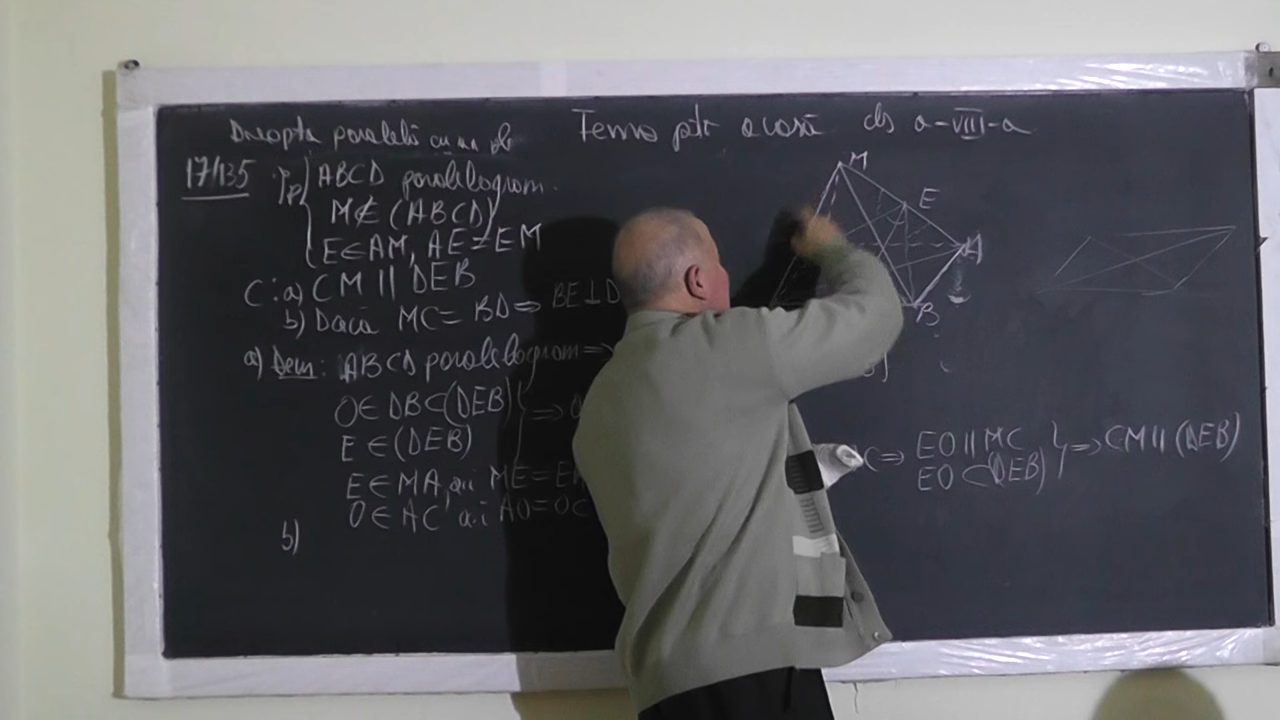 Dreapta paralelă cu un pl
Temă ptr acasă cls a-VIII-a
17/135 Ip ABCD paralelogram.
M∉(ABCD)
E∈AM, AE=EM
C: a) CM || DEB
b) Dacă MC= BD⇒ BE⊥D
a) Dem: ABCD paralelogram⇒
O∈DB⊂(DEB)
E∈(DEB) } ⇒
E∈MA, aî ME=E
O∈AC a.î AO=OC
b)
M
E
A
B
C⇒ EO||MC
EO⊂(DEB) } ⇒CM||(DEB)